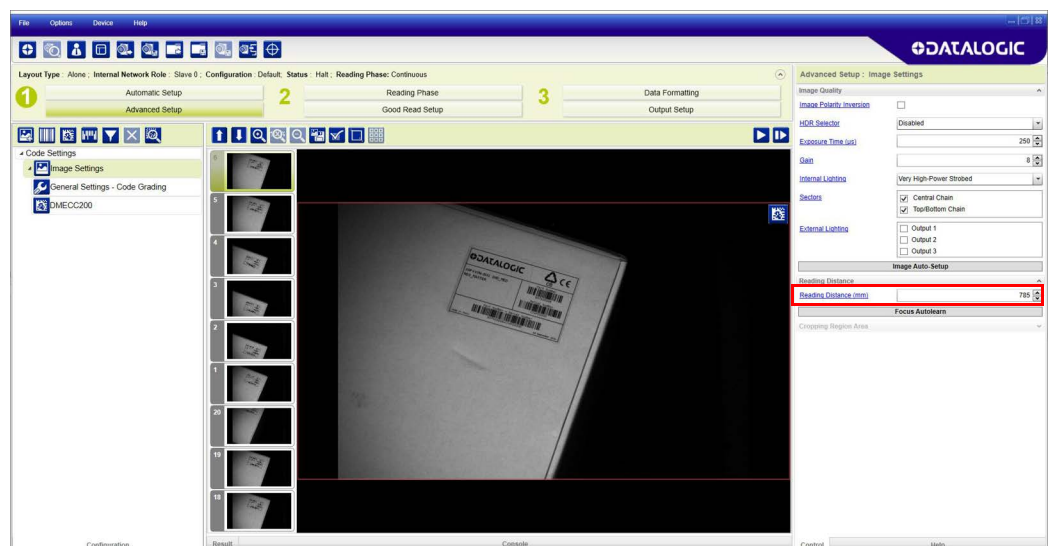 File Options Device Help
DATALOGIC
Layout Type : Alone ; Internal Network Role : Slave 0 ; Configuration : Default; Status : Halt ; Reading Phase: Continuous
1 Automatic Setup
Advanced Setup
2 Reading Phase
Good Read Setup
3 Data Formatting
Output Setup
Code Settings
Image Settings
General Settings - Code Grading
DMECC200
Configuration
6
5
4
3
2
1
20
19
18
DATALOGIC
CE
Result Console
Advanced Setup : Image Settings
Image Quality
Image Polarity Inversion
HDR Selector Disabled
Exposure Time (us) 250
Gain 8
Internal Lighting Very High-Power Strobed
Sectors Central Chain
Top/Bottom Chain
External Lighting Output 1
Output 2
Output 3
Image Auto-Setup
Reading Distance
Reading Distance (mm) 785
Focus Autolearn
Cropping Region Area
Control Help